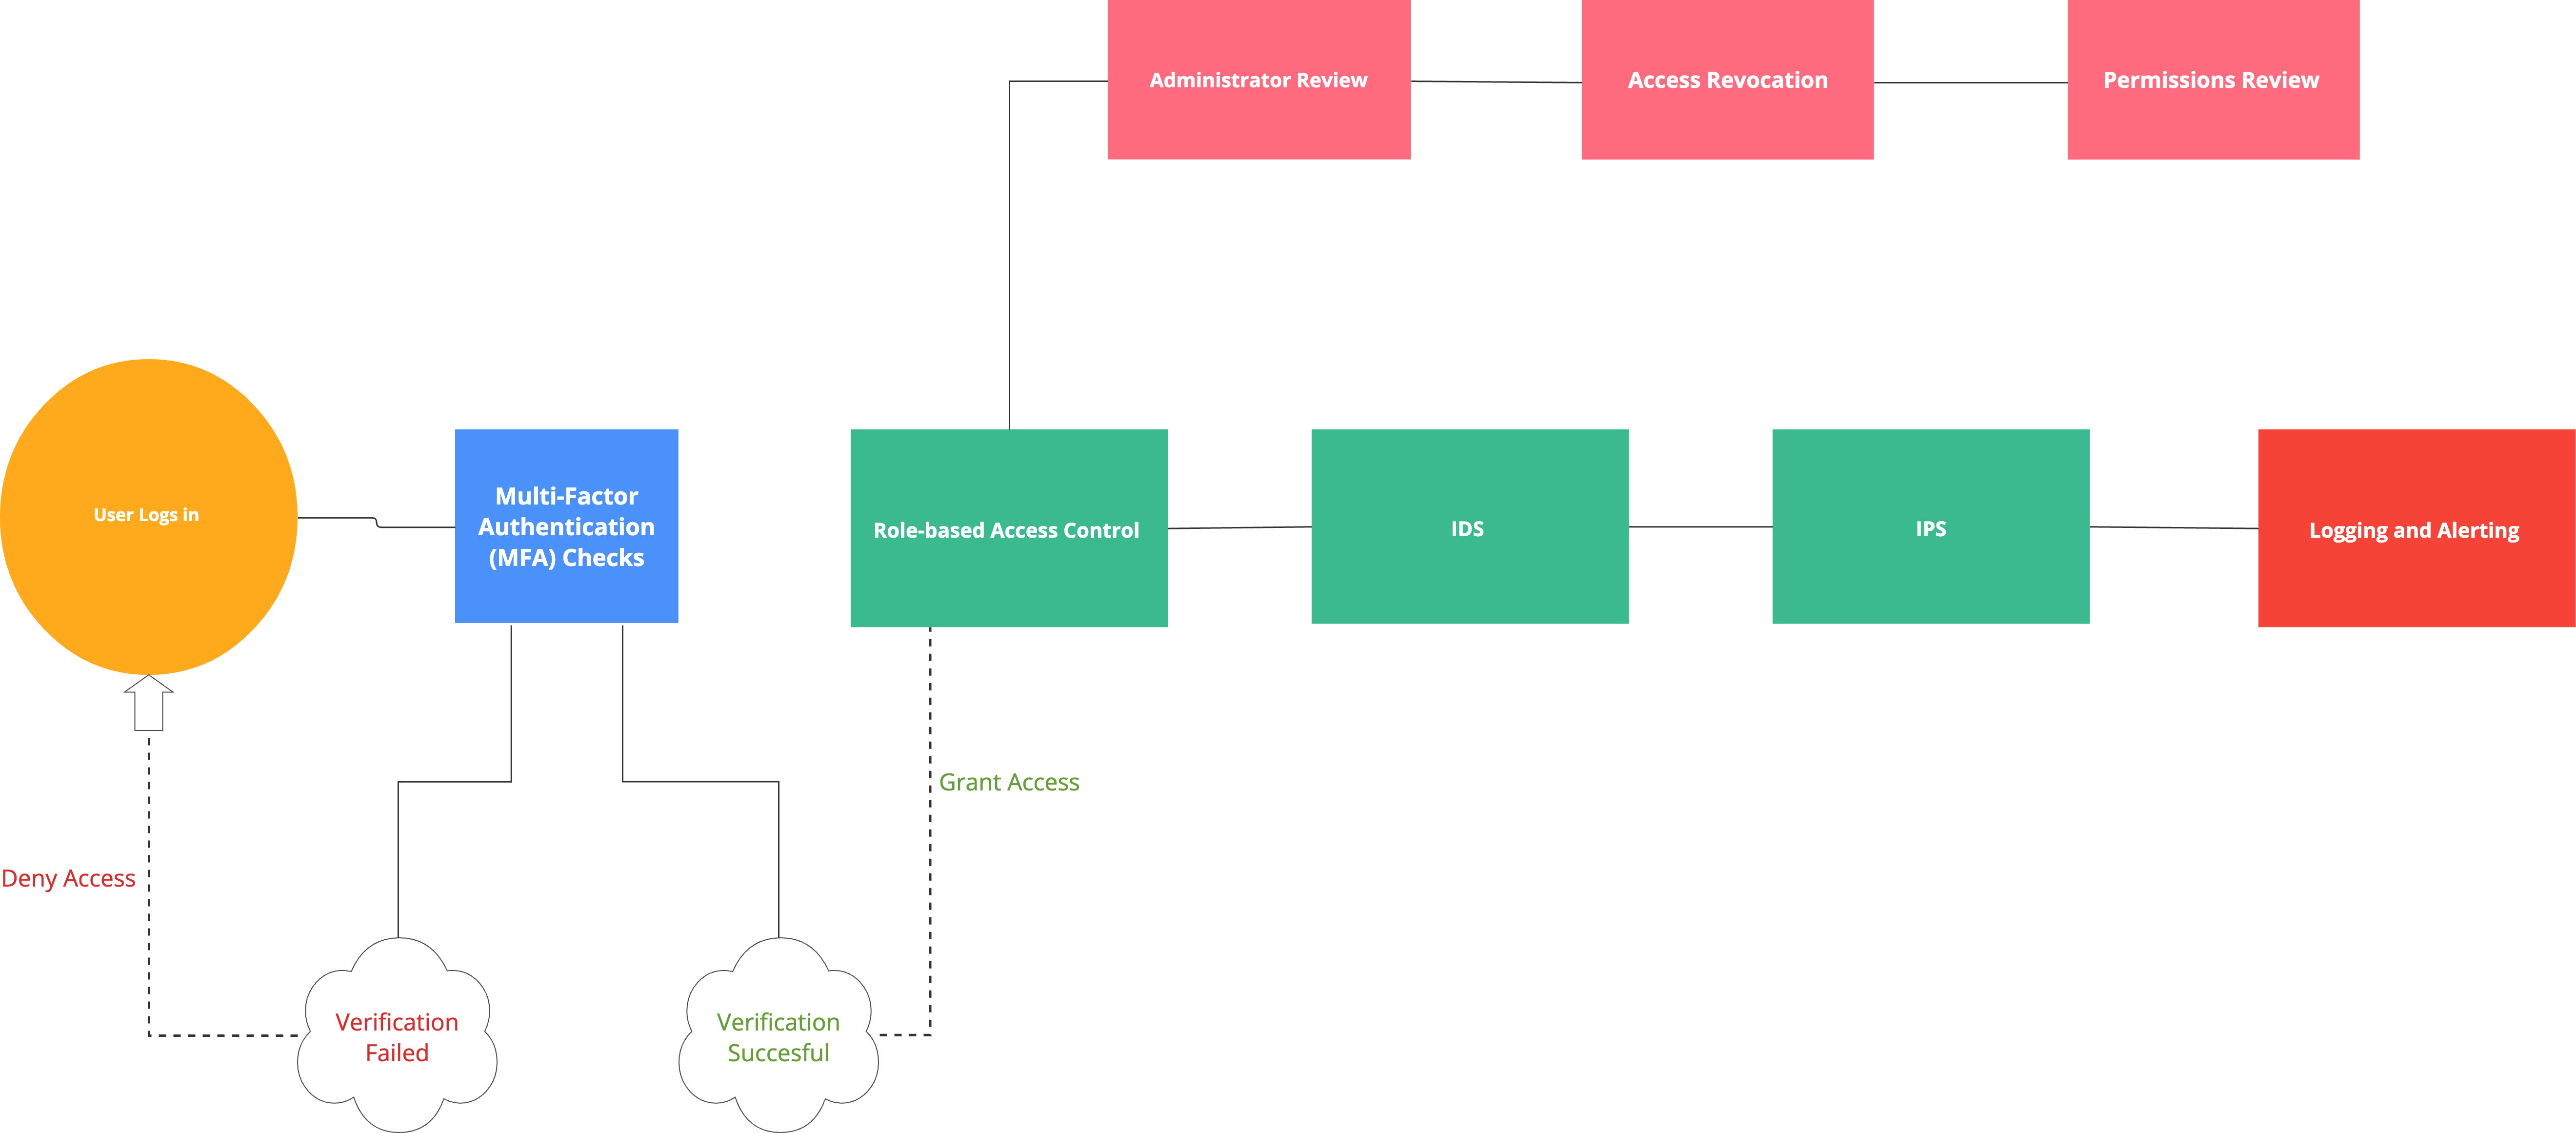 Administrator Review
Access Revocation
Permissions Review
User Logs in
Multi-Factor
Authentication
(MFA) Checks
Role-based Access Control
IDS
IPS
Logging and Alerting
Grant Access
Deny Access
Verification
Failed
Verification
Succesful